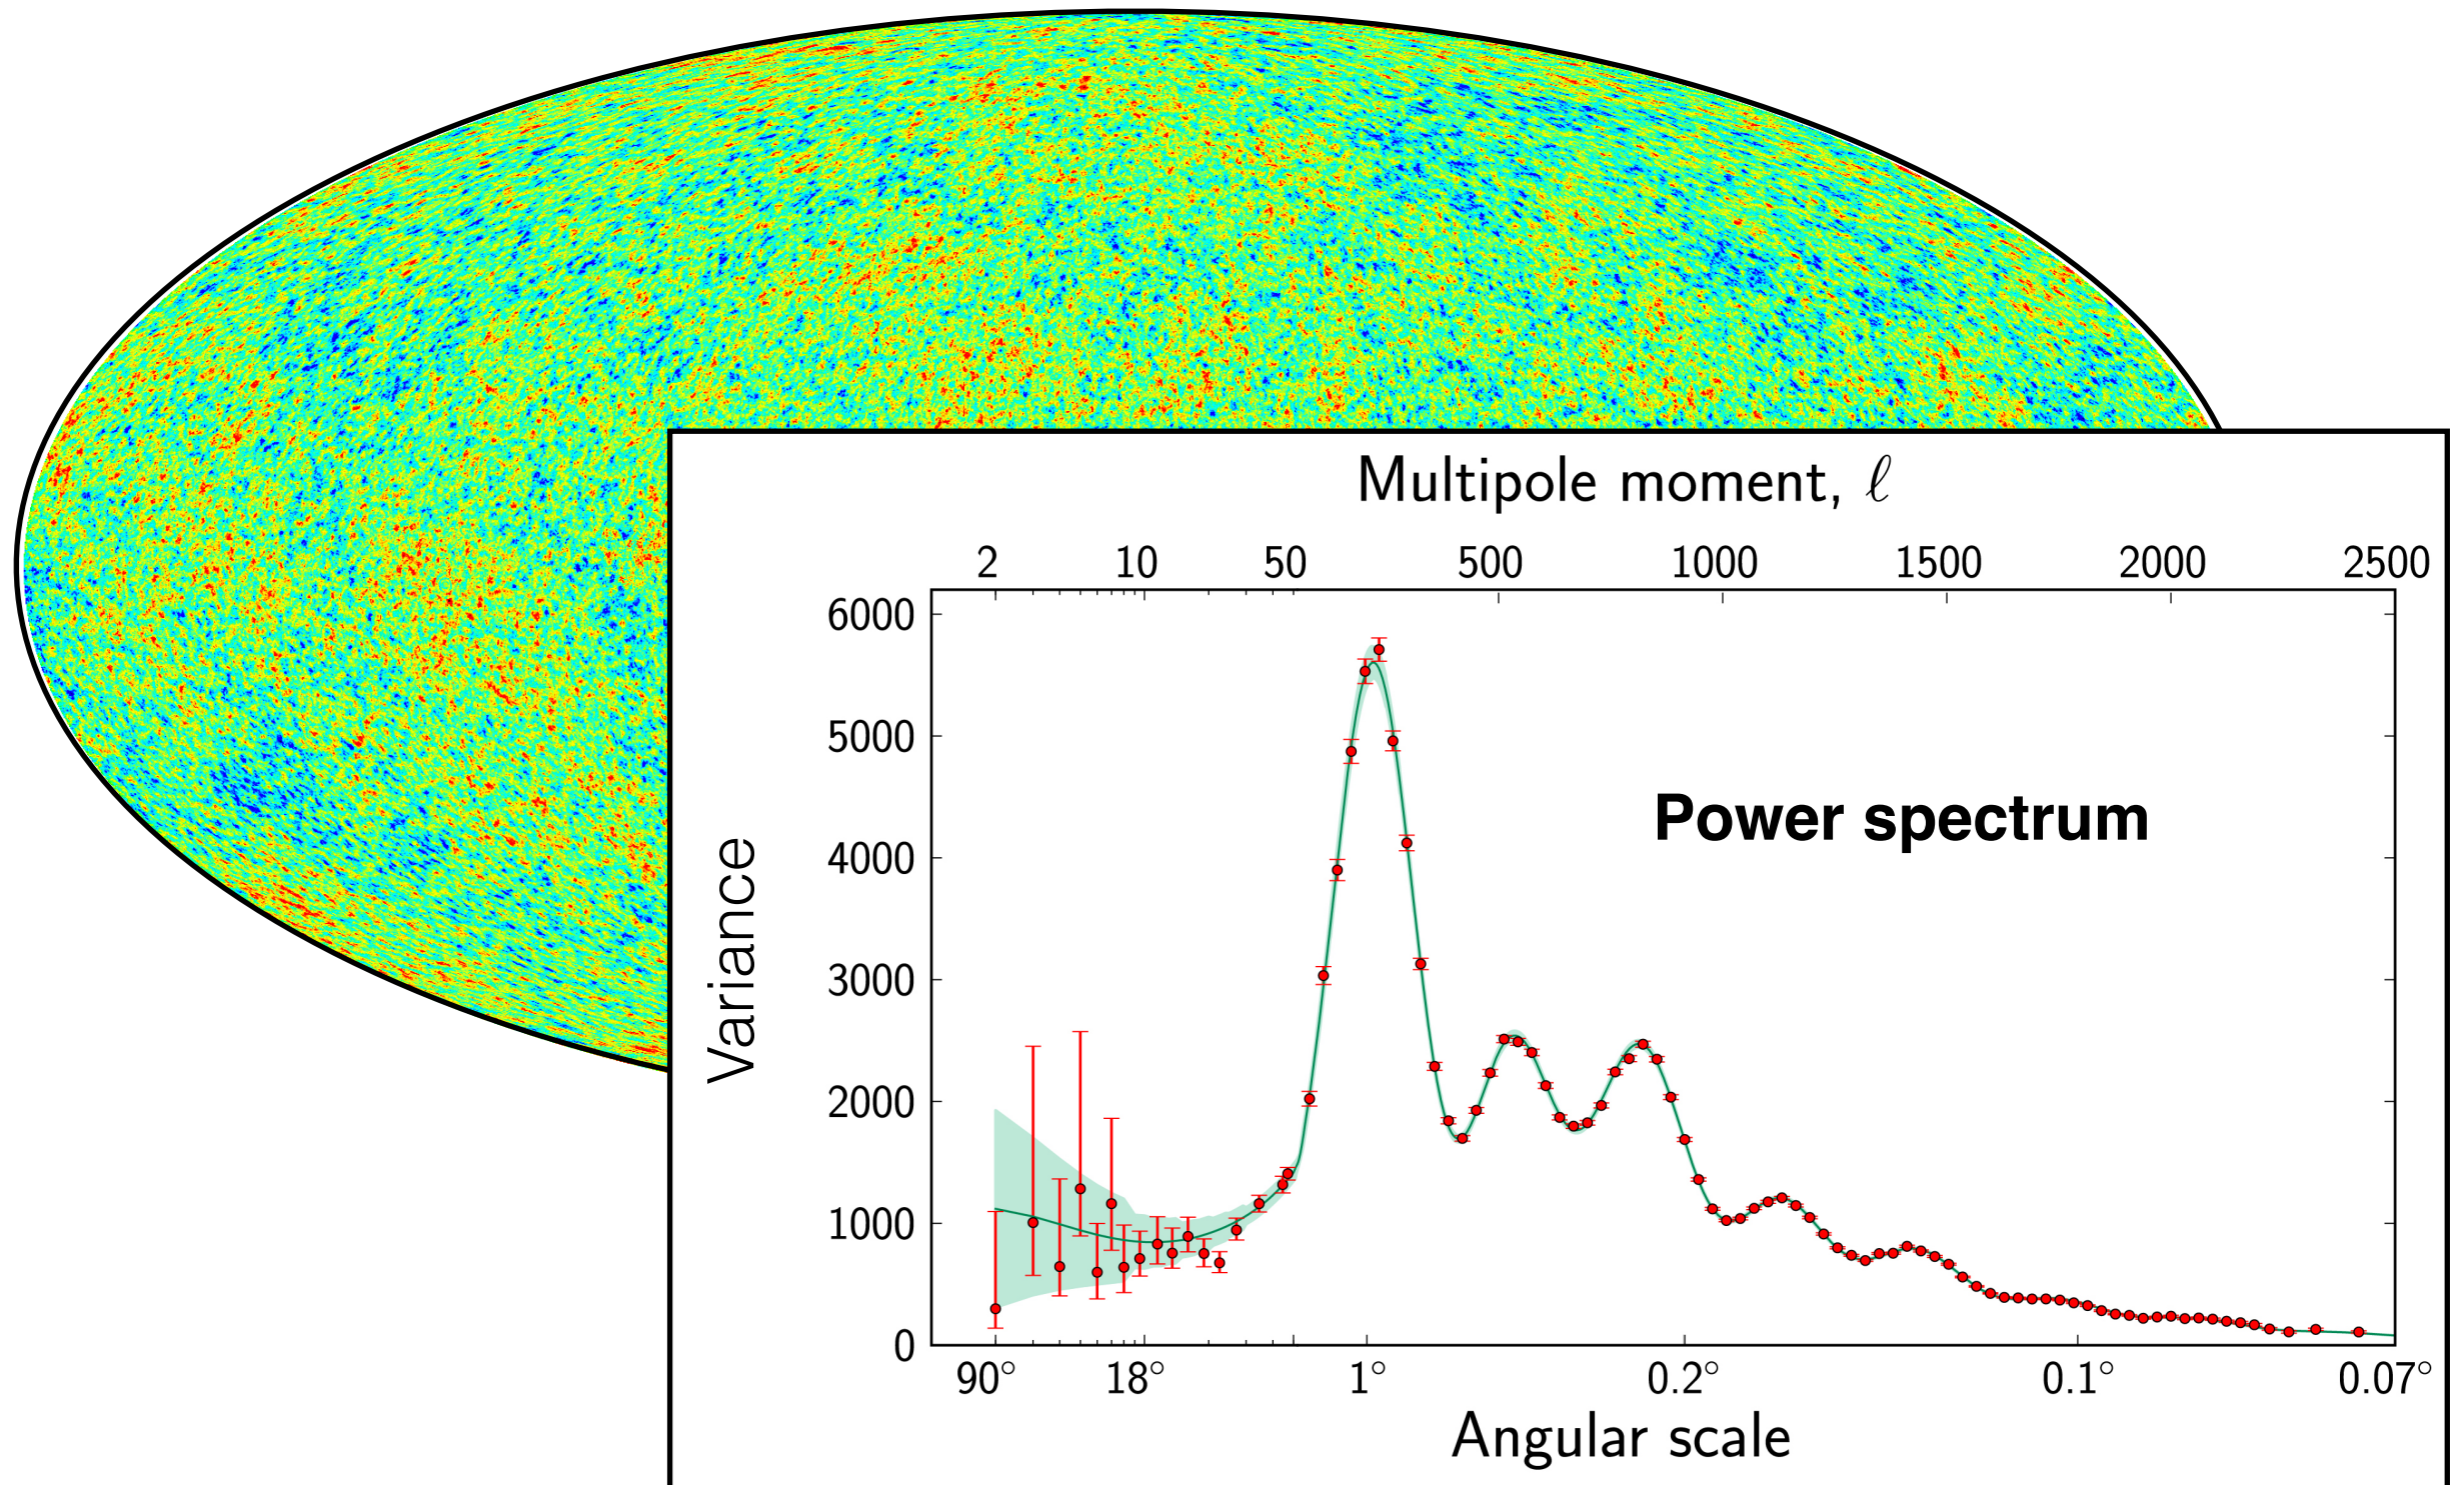 Multipole moment, ℓ
2 10 50 500 1000 1500 2000 2500
6000
5000
Power spectrum
4000
Variance
3000
2000
1000
0
90° 18° 1° 0.2° 0.1° 0.07°
Angular scale